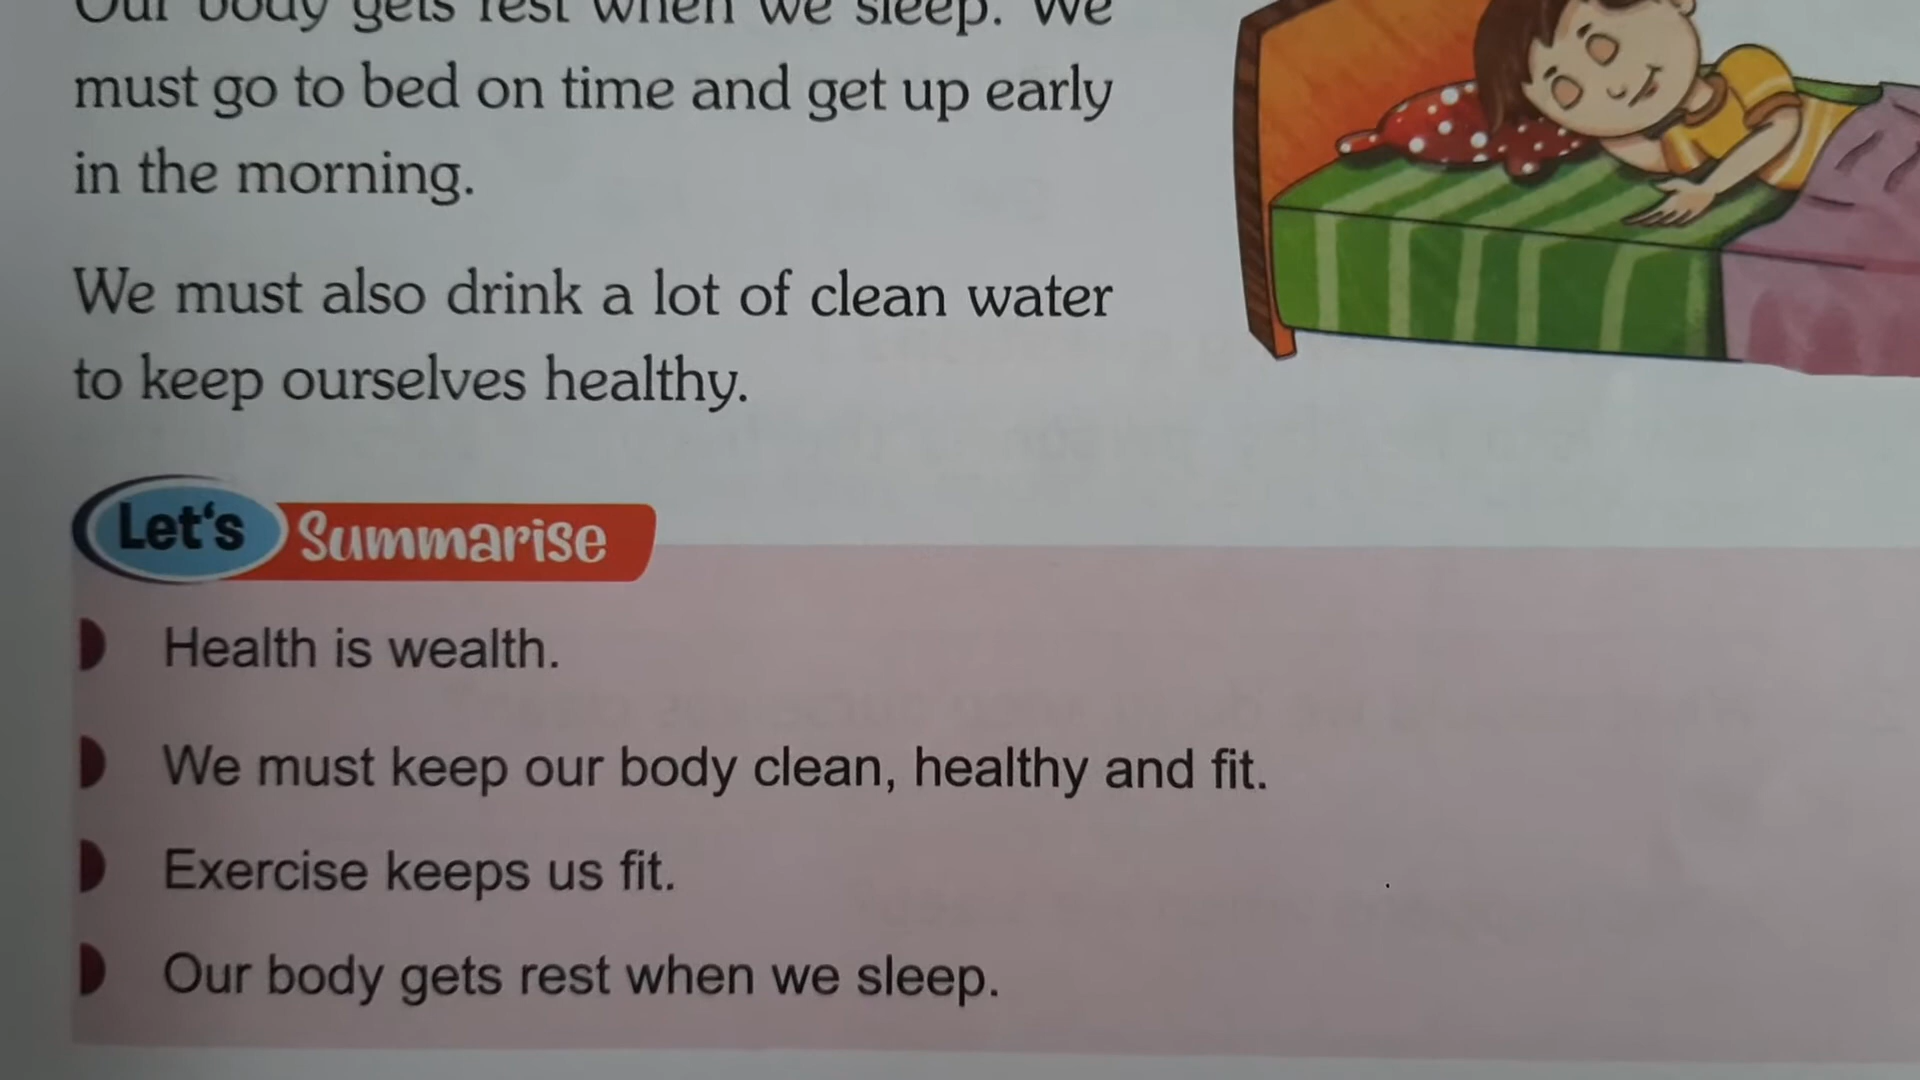 Our body gets rest when we sleep. We
must go to bed on time and get up early
in the morning.
We must also drink a lot of clean water
to keep ourselves healthy.
Let's Summarise
Health is wealth.
We must keep our body clean, healthy and fit.
Exercise keeps us fit.
Our body gets rest when we sleep.